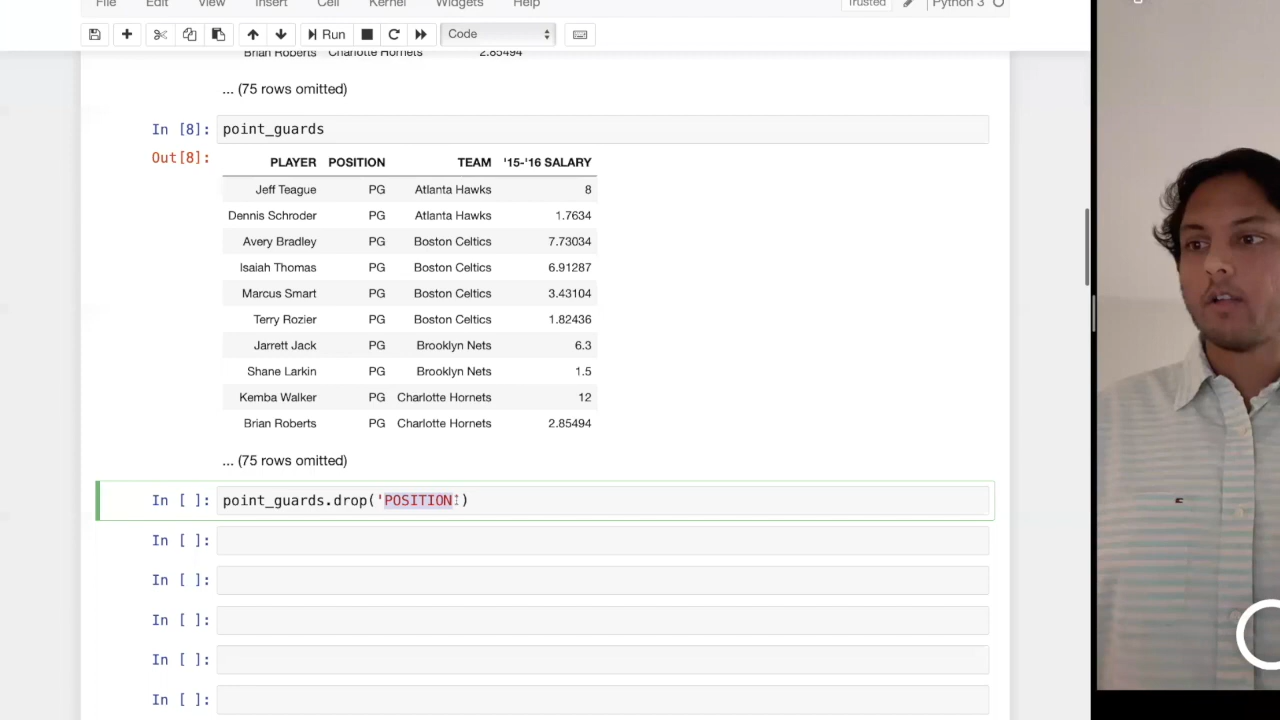 File Edit View Insert Cell Kernel Widgets Help Trusted Python 3
Run Code
Brian Roberts Charlotte Hornets 2.85494
... (75 rows omitted)
In [8]: point_guards
Out[8]: PLAYER POSITION TEAM '15-'16 SALARY
Jeff Teague PG Atlanta Hawks 8
Dennis Schroder PG Atlanta Hawks 1.7634
Avery Bradley PG Boston Celtics 7.73034
Isaiah Thomas PG Boston Celtics 6.91287
Marcus Smart PG Boston Celtics 3.43104
Terry Rozier PG Boston Celtics 1.82436
Jarrett Jack PG Brooklyn Nets 6.3
Shane Larkin PG Brooklyn Nets 1.5
Kemba Walker PG Charlotte Hornets 12
Brian Roberts PG Charlotte Hornets 2.85494
... (75 rows omitted)
In [ ]: point_guards.drop('POSITION')
In [ ]:
In [ ]:
In [ ]:
In [ ]:
In [ ]: